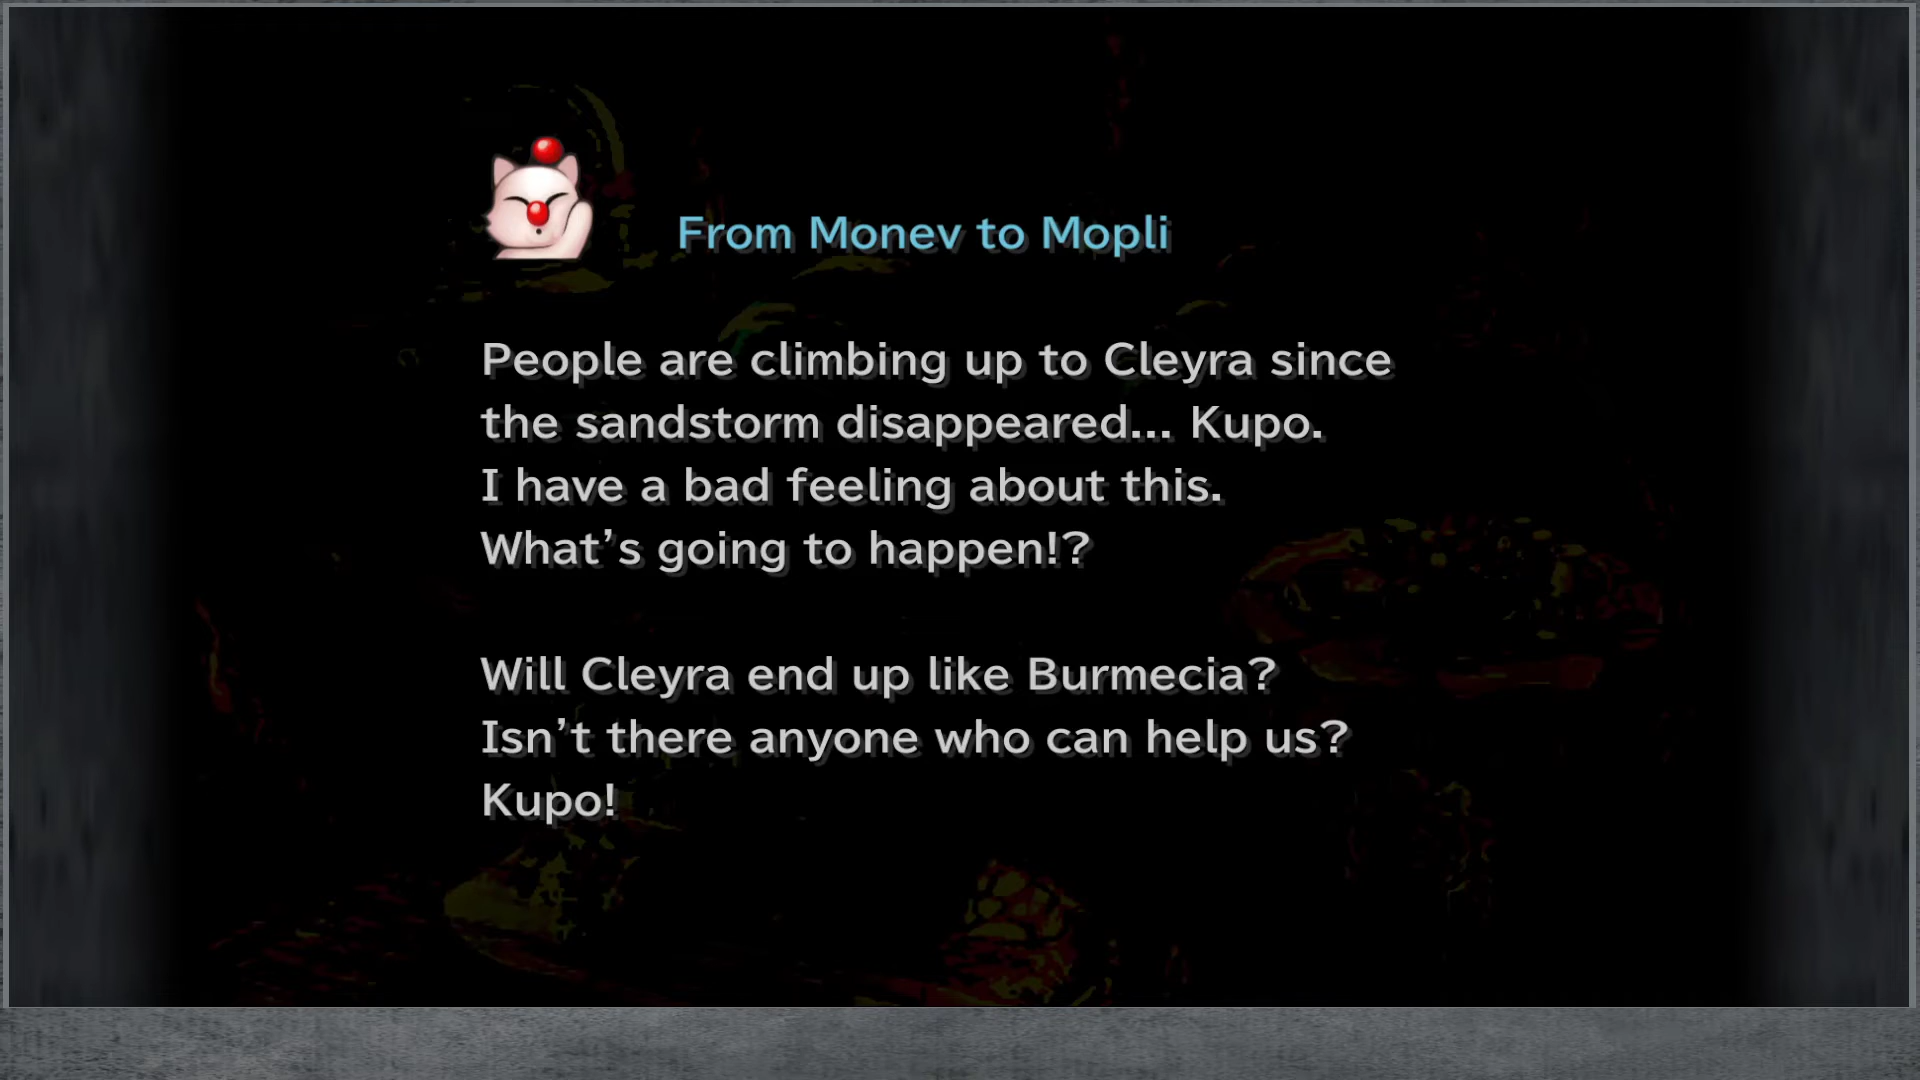 From Monev to Mopli
People are climbing up to Cleyra since
the sandstorm disappeared... Kupo.
I have a bad feeling about this.
What's going to happen!?
Will Cleyra end up like Burmecia?
Isn't there anyone who can help us?
Kupo!